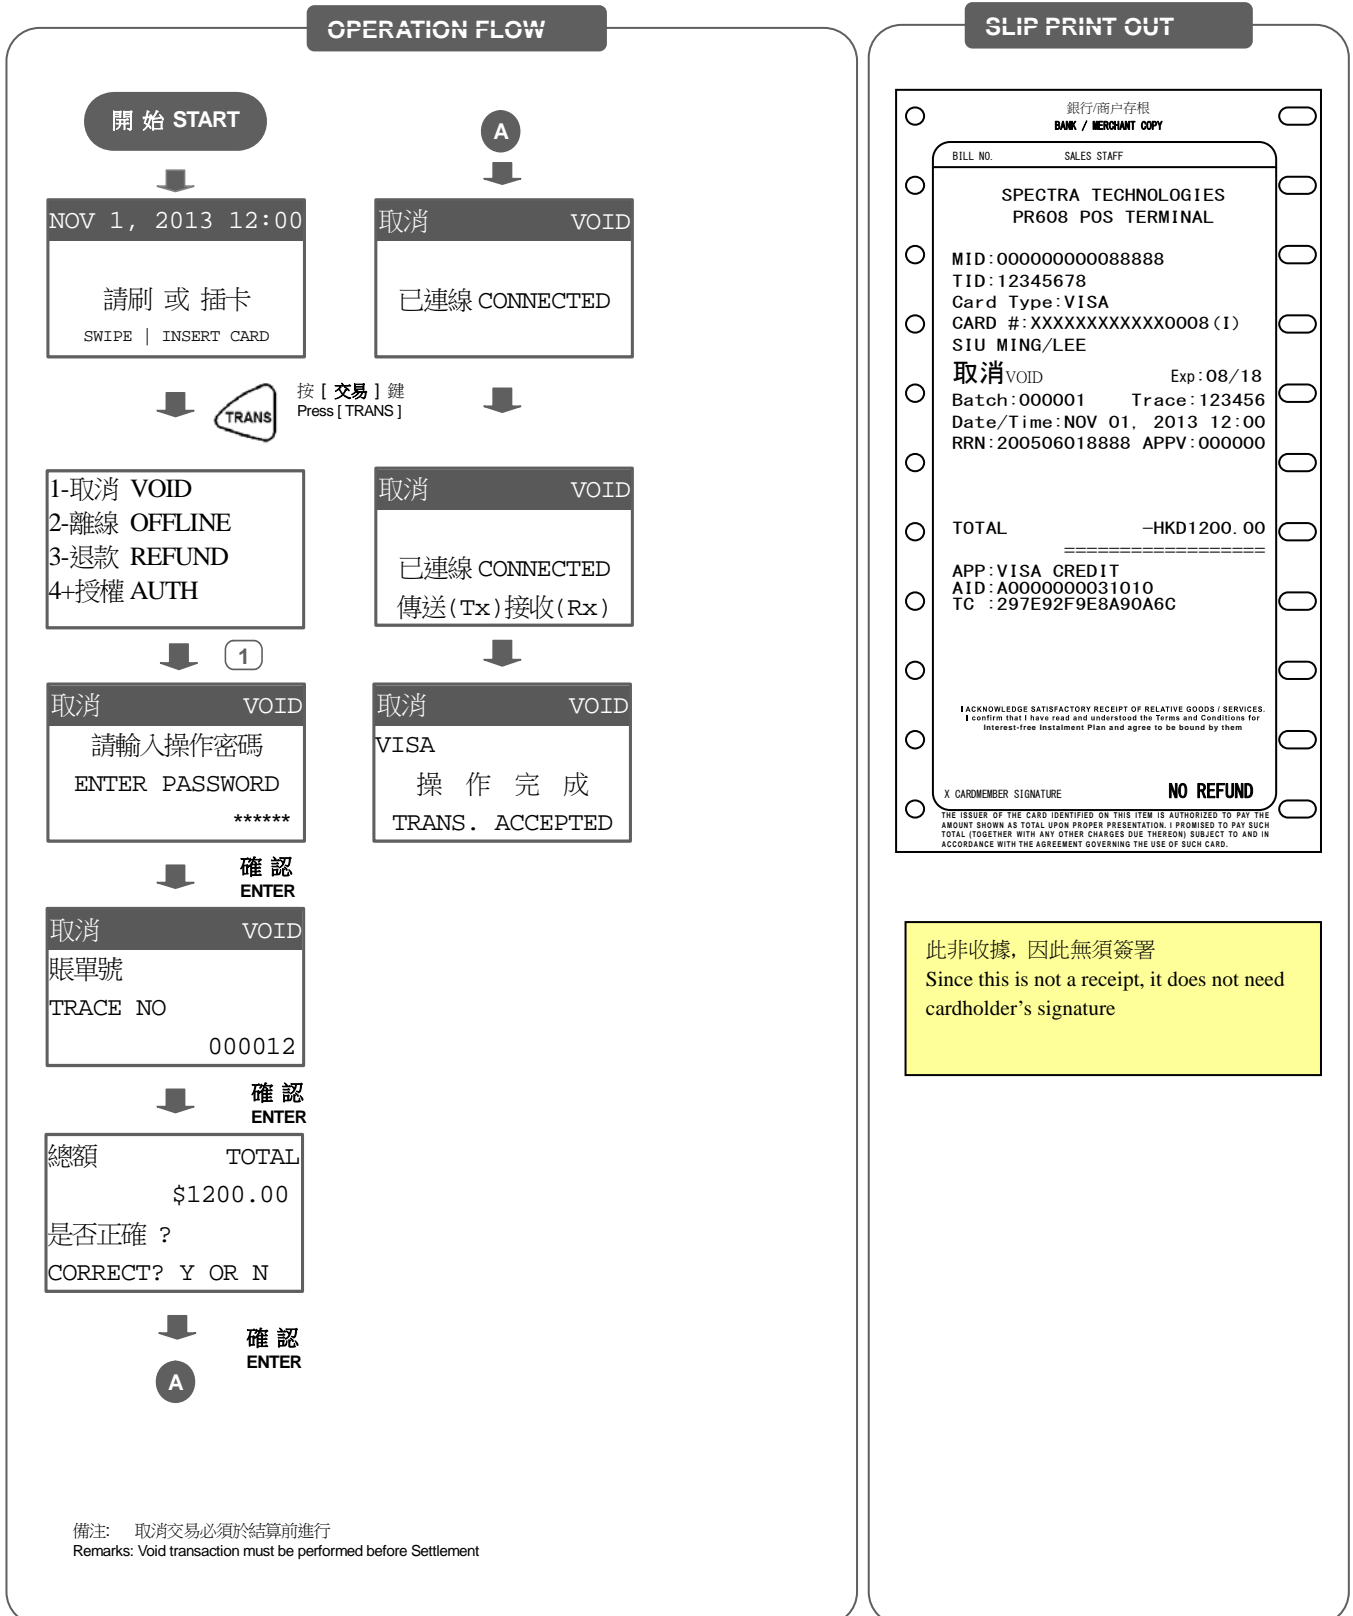 OPERATION FLOW
開 始 START
NOV 1, 2013 12:00
請刷 或 插卡
SWIPE | INSERT CARD
TRANS
按 [ 交易 ] 鍵
Press [ TRANS ]
1-取消 VOID
2-離線 OFFLINE
3-退款 REFUND
4+授權 AUTH
1
取消 VOID
請輸入操作密碼
ENTER PASSWORD
******
確 認
ENTER
取消 VOID
賬單號
TRACE NO
000012
確 認
ENTER
總額 TOTAL
$1200.00
是否正確 ?
CORRECT? Y OR N
確 認
ENTER
A
A
取消 VOID
已連線 CONNECTED
取消 VOID
已連線 CONNECTED
傳送(Tx)接收(Rx)
取消 VOID
VISA
操 作 完 成
TRANS. ACCEPTED
備注: 取消交易必須於結算前進行
Remarks: Void transaction must be performed before Settlement
SLIP PRINT OUT
銀行/商户存根
BANK / MERCHANT COPY
BILL NO. SALES STAFF
SPECTRA TECHNOLOGIES
PR608 POS TERMINAL
MID:000000000088888
TID:12345678
Card Type:VISA
CARD #:XXXXXXXXXXXX0008(I)
SIU MING/LEE
取消VOID Exp:08/18
Batch:000001 Trace:123456
Date/Time:NOV 01, 2013 12:00
RRN:200506018888 APPV:000000
TOTAL -HKD1200.00
==================
APP:VISA CREDIT
AID:A0000000031010
TC :297E92F9E8A90A6C
I ACKNOWLEDGE SATISFACTORY RECEIPT OF RELATIVE GOODS / SERVICES.
I confirm that I have read and understood the Terms and Conditions for
Interest-free Instalment Plan and agree to be bound by them
X CARDMEMBER SIGNATURE NO REFUND
THE ISSUER OF THE CARD IDENTIFIED ON THIS ITEM IS AUTHORIZED TO PAY THE
AMOUNT SHOWN AS TOTAL UPON PROPER PRESENTATION. I PROMISED TO PAY SUCH
TOTAL (TOGETHER WITH ANY OTHER CHARGES DUE THEREON) SUBJECT TO AND IN
ACCORDANCE WITH THE AGREEMENT GOVERNING THE USE OF SUCH CARD.
此非收據, 因此無須簽署
Since this is not a receipt, it does not need
cardholder’s signature